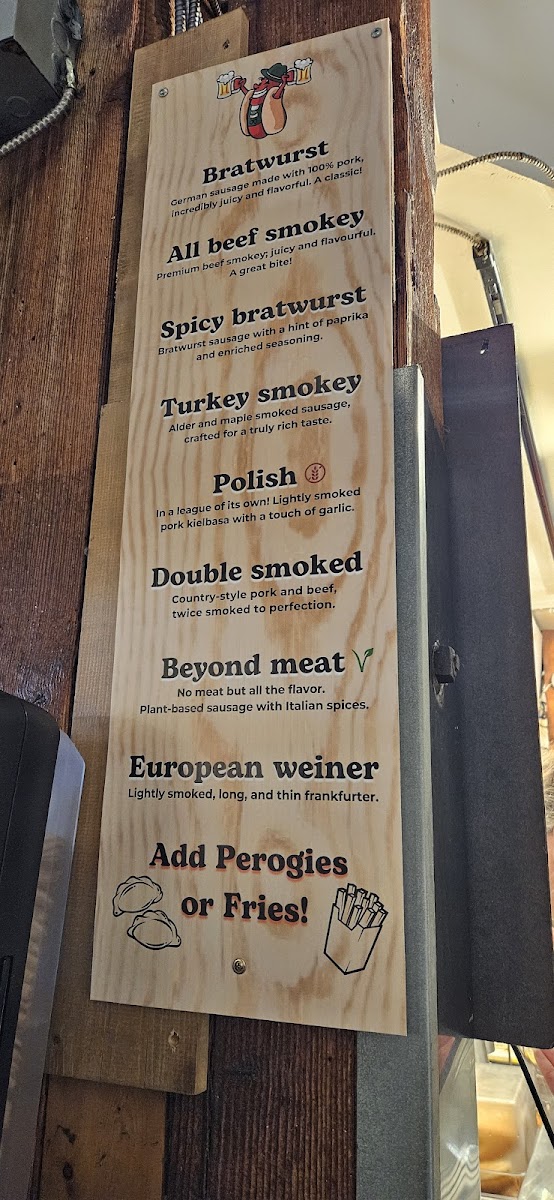 Bratwurst
German sausage made with 100% pork,
incredibly juicy and flavorful. A classic!
All beef smokey
Premium beef smokey; juicy and flavourful.
A great bite!
Spicy bratwurst
Bratwurst sausage with a hint of paprika
and enriched seasoning.
Turkey smokey
Alder and maple smoked sausage,
crafted for a truly rich taste.
Polish
In a league of its own! Lightly smoked
pork kielbasa with a touch of garlic.
Double smoked
Country-style pork and beef,
twice smoked to perfection.
Beyond meat
No meat but all the flavor.
Plant-based sausage with Italian spices.
European weiner
Lightly smoked, long, and thin frankfurter.
Add Perogies
or Fries!